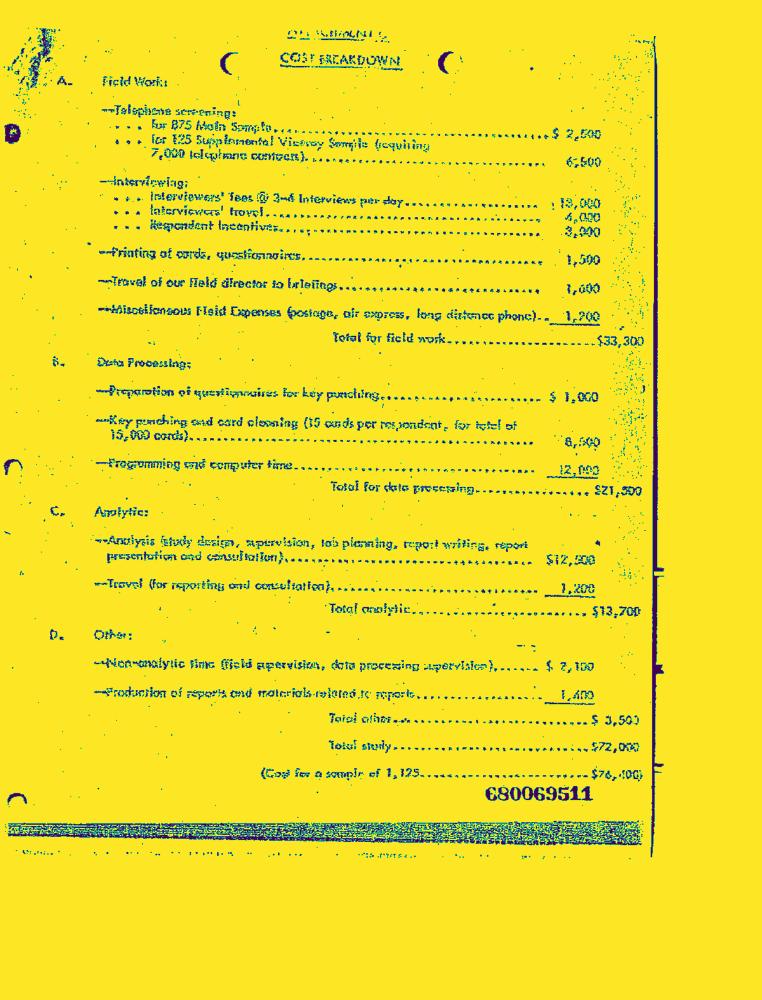 COST BREAKDOWN
A. Field Work:
--Telephone screening:
... for 875 Main Sample........ $ 2,500
... for 125 Supplemental Viceroy Sample (requiring
7,000 telephone contacts)........ 6,500
--Interviewing:
... Interviewers' fees @ 3-4 Interviews per day........ 13,000
... Interviewers' travel........ 4,000
... Respondent Incentives........ 3,000
--Printing of cards, questionnaires........ 1,500
--Travel of our field director to briefings........ 1,600
--Miscellaneous Field Expenses (postage, air express, long distance phone).. 1,200
Total for field work........ $33,300
B. Data Processing:
--Preparation of questionnaires for key punching........ $ 1,000
--Key punching and card cleaning (15 cards per respondent, for total of
15,000 cards)........ 8,500
--Programming and computer time........ 12,000
Total for data processing........ $21,500
C. Analytic:
--Analysis (study design, supervision, tab planning, report writing, report
presentation and consultation)........ $12,500
--Travel (for reporting and consultation)........ 1,200
Total analytic........ $13,700
D. Other:
--Non-analytic time (field supervision, data processing supervision)....... $ 2,100
--Production of reports and materials related to reports........ 1,400
Total other........ $ 3,500
Total study........ $72,000
(Cost for a sample of 1,125........ $76,400)
680069511